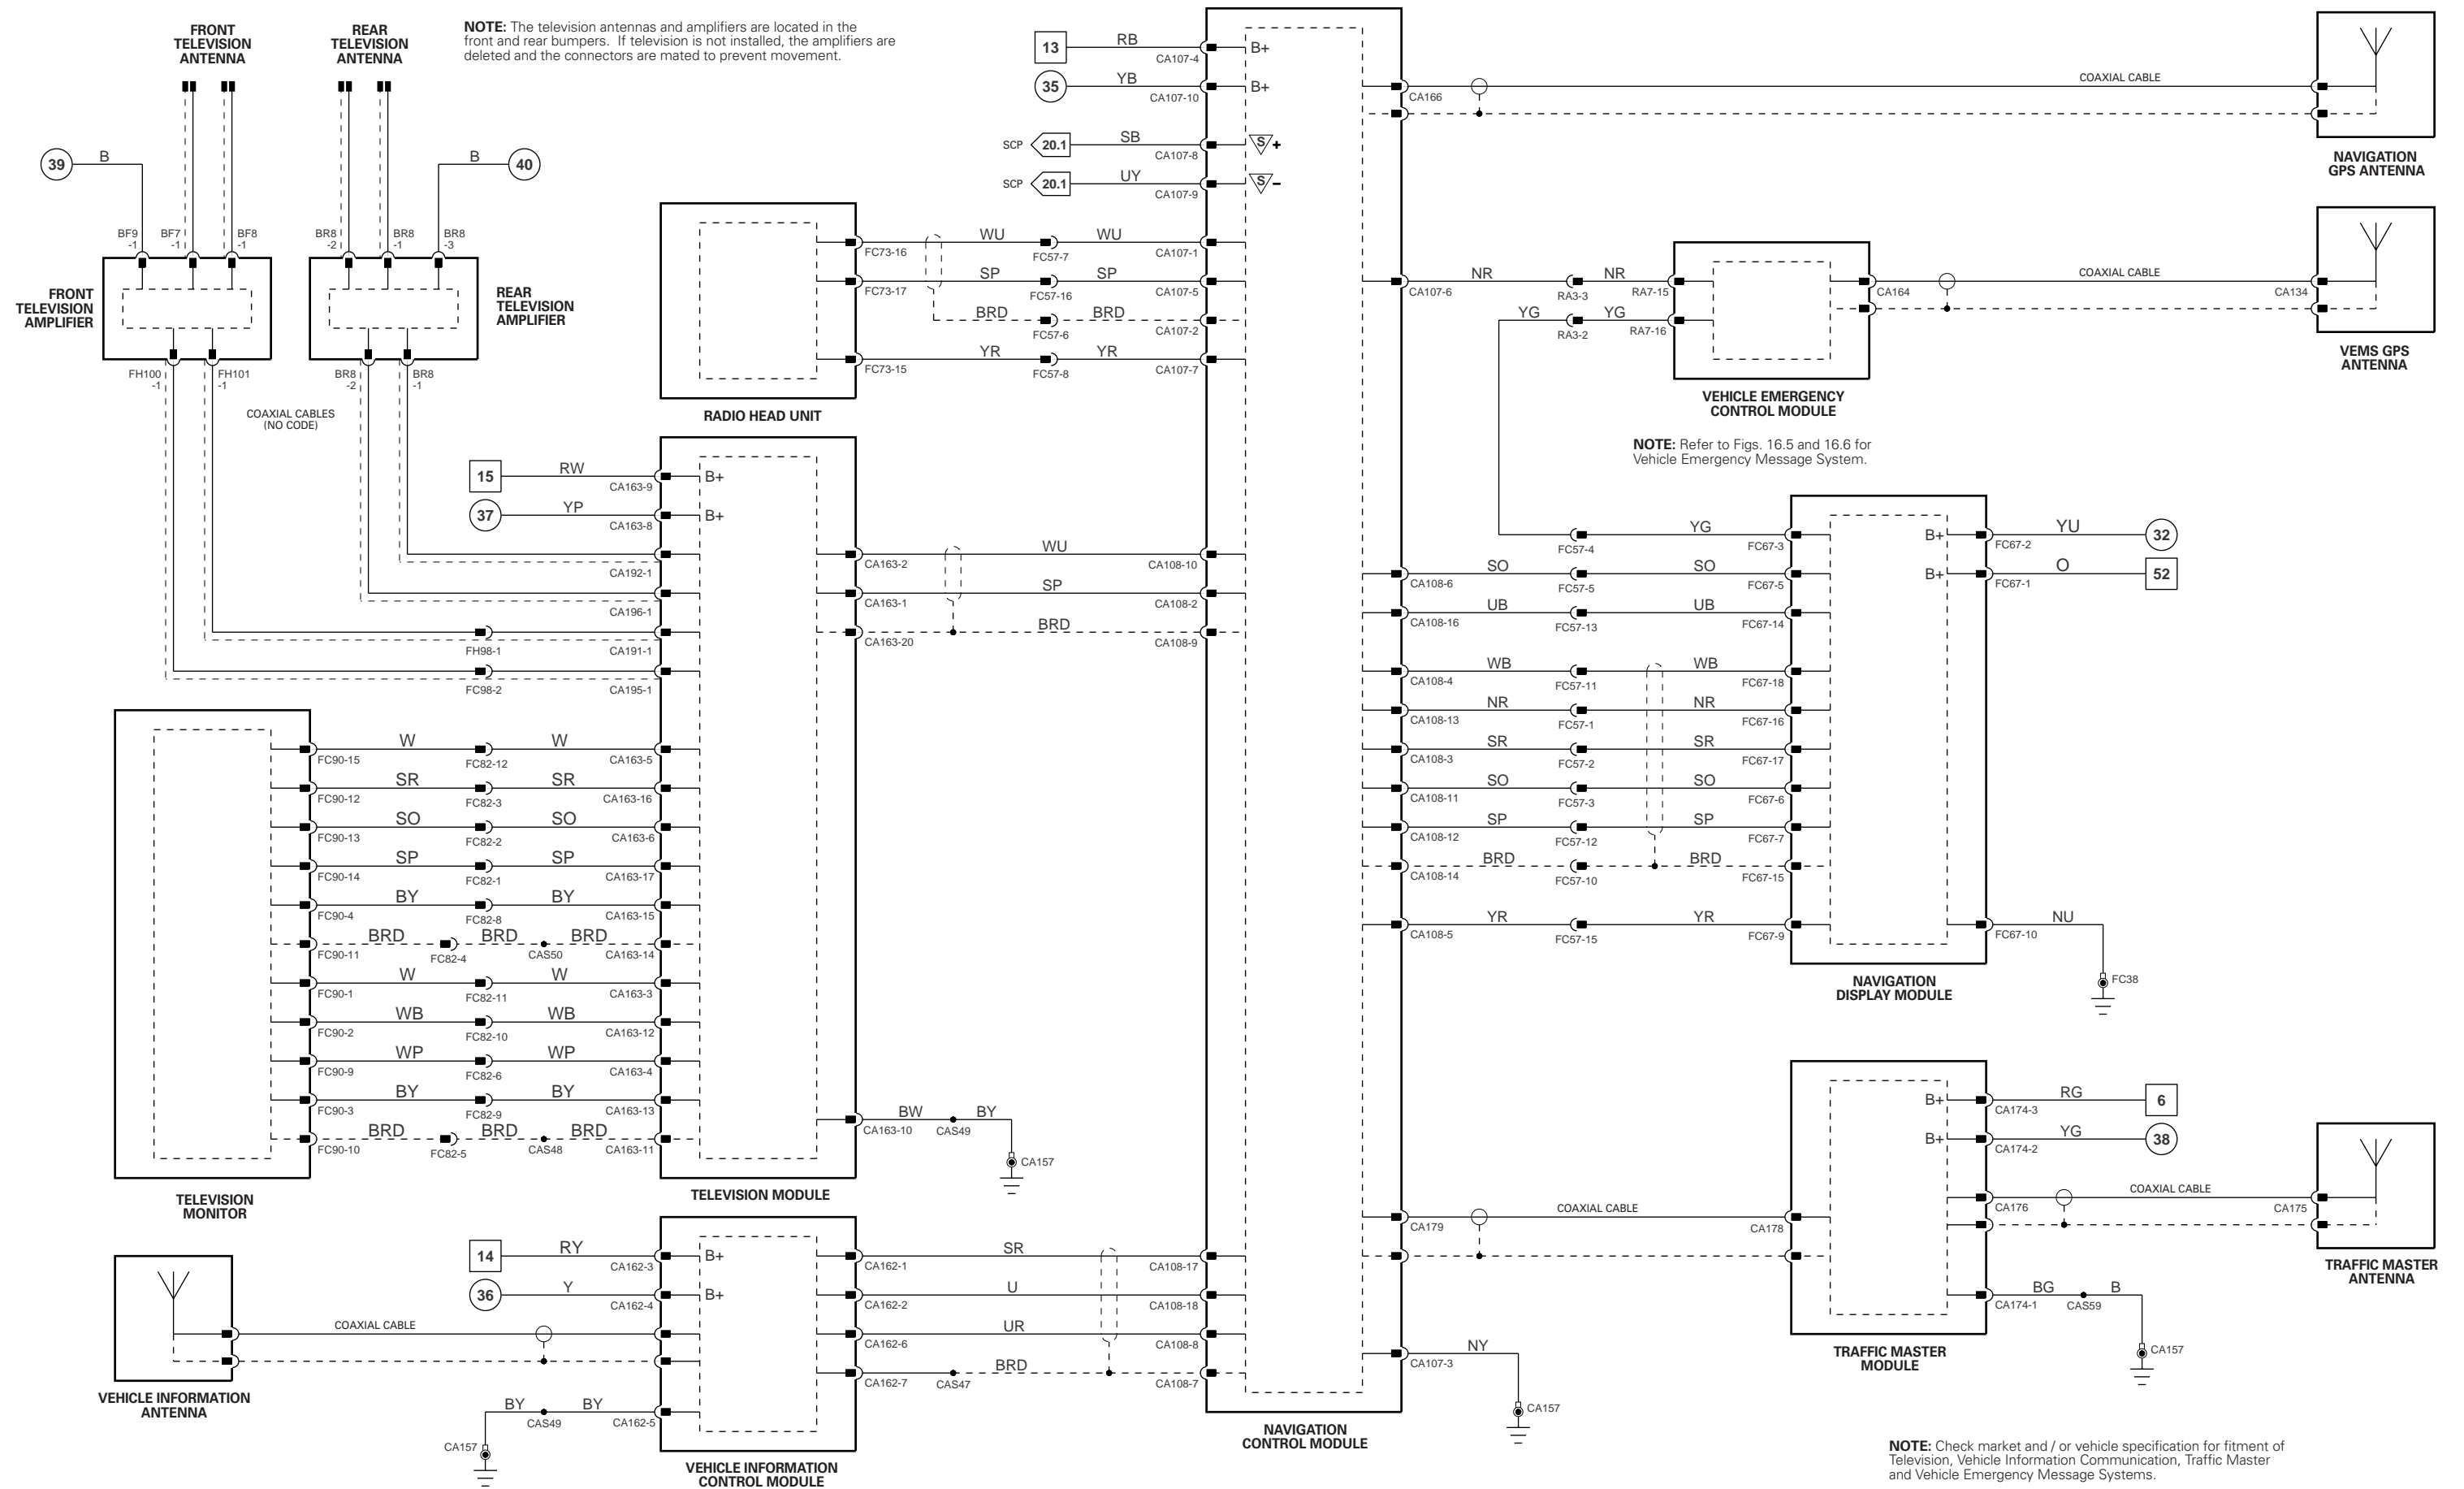 FRONT
TELEVISION
ANTENNA
REAR
TELEVISION
ANTENNA
NOTE: The television antennas and amplifiers are located in the
front and rear bumpers. If television is not installed, the amplifiers are
deleted and the connectors are mated to prevent movement.
39
B
B
40
BF9
-1
BF7
-1
BF8
-1
BR8
-2
BR8
-1
BR8
-3
FRONT
TELEVISION
AMPLIFIER
REAR
TELEVISION
AMPLIFIER
FH100
-1
FH101
-1
BR8
-2
BR8
-1
COAXIAL CABLES
(NO CODE)
13
RB
CA107-4
B+
35
YB
CA107-10
B+
SCP
20.1
SB
CA107-8
S
+
SCP
20.1
UY
CA107-9
S
–
FC73-16
WU
FC57-7
WU
CA107-1
FC73-17
SP
FC57-16
SP
CA107-5
BRD
FC57-6
BRD
CA107-2
FC73-15
YR
FC57-8
YR
CA107-7
RADIO HEAD UNIT
15
RW
CA163-9
B+
37
YP
CA163-8
B+
CA192-1
CA196-1
FH98-1
CA191-1
FC98-2
CA195-1
CA163-2
WU
CA108-10
CA163-1
SP
CA108-2
CA163-20
BRD
CA108-9
FC90-15
W
FC82-12
W
CA163-5
FC90-12
SR
FC82-3
SR
CA163-16
FC90-13
SO
FC82-2
SO
CA163-6
FC90-14
SP
FC82-1
SP
CA163-17
FC90-4
BY
FC82-8
BY
CA163-15
FC90-11
BRD
FC82-4
BRD
CAS50
BRD
CA163-14
FC90-1
W
FC82-11
W
CA163-3
FC90-2
WB
FC82-10
WB
CA163-12
FC90-9
WP
FC82-6
WP
CA163-4
FC90-3
BY
FC82-9
BY
CA163-13
FC90-10
BRD
FC82-5
BRD
CAS48
BRD
CA163-11
TELEVISION
MONITOR
CA163-10
BW
CAS49
BY
CA157
TELEVISION MODULE
14
RY
CA162-3
B+
36
Y
CA162-4
B+
COAXIAL CABLE
VEHICLE INFORMATION
ANTENNA
BY
CAS49
BY
CA162-5
CA157
VEHICLE INFORMATION
CONTROL MODULE
CA162-1
SR
CA108-17
CA162-2
U
CA108-18
CA162-6
UR
CA108-8
CA162-7
CAS47
BRD
CA108-7
NAVIGATION
CONTROL MODULE
CA166
COAXIAL CABLE
NAVIGATION
GPS ANTENNA
CA107-6
NR
RA3-3
NR
RA7-15
YG
RA3-2
YG
RA7-16
CA164
COAXIAL CABLE
CA134
VEMS GPS
ANTENNA
VEHICLE EMERGENCY
CONTROL MODULE
NOTE: Refer to Figs. 16.5 and 16.6 for
Vehicle Emergency Message System.
FC57-4
YG
FC67-3
CA108-6
SO
FC57-5
SO
FC67-5
CA108-16
UB
FC57-13
UB
FC67-14
CA108-4
WB
FC57-11
WB
FC67-18
CA108-13
NR
FC57-1
NR
FC67-16
CA108-3
SR
FC57-2
SR
FC67-17
CA108-11
SO
FC57-3
SO
FC67-6
CA108-12
SP
FC57-12
SP
FC67-7
CA108-14
BRD
FC57-10
BRD
FC67-15
CA108-5
YR
FC57-15
YR
FC67-9
B+
FC67-2
YU
32
B+
FC67-1
O
52
FC67-10
NU
FC38
NAVIGATION
DISPLAY MODULE
B+
CA174-3
RG
6
B+
CA174-2
YG
38
CA176
COAXIAL CABLE
CA175
TRAFFIC MASTER
ANTENNA
CA174-1
BG
CAS59
B
CA157
CA179
COAXIAL CABLE
CA178
TRAFFIC MASTER
MODULE
CA107-3
NY
CA157
NOTE: Check market and / or vehicle specification for fitment of
Television, Vehicle Information Communication, Traffic Master
and Vehicle Emergency Message Systems.